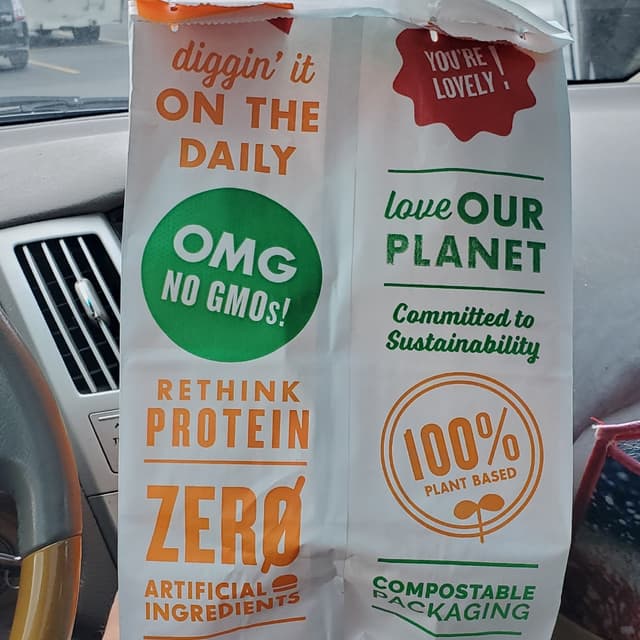 diggin' it
ON THE
DAILY
OMG
NO GMOs!
RETHINK
PROTEIN
ZERØ
ARTIFICIAL
INGREDIENTS
YOU'RE
LOVELY!
love OUR
PLANET
Committed to
Sustainability
100%
PLANT BASED
COMPOSTABLE
PACKAGING